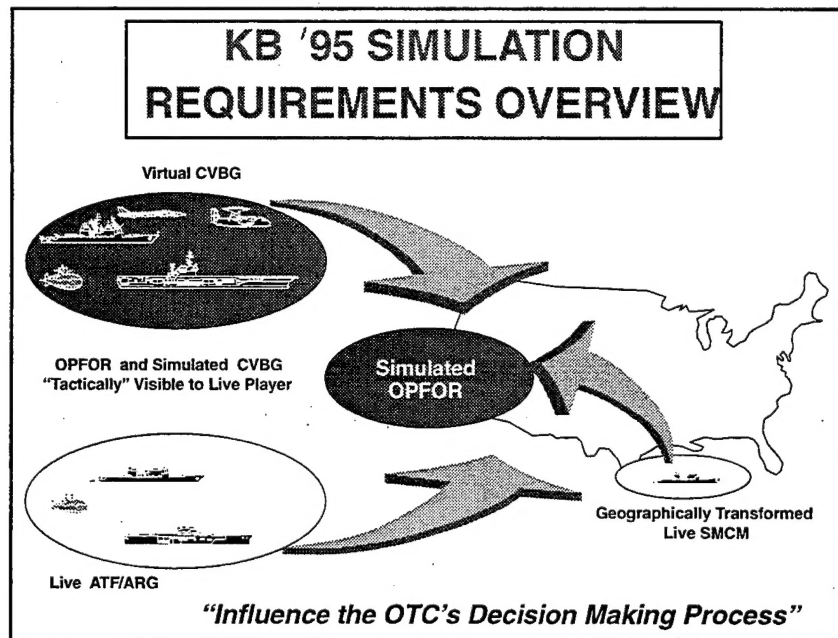 KB '95 SIMULATION
REQUIREMENTS OVERVIEW
Virtual CVBG
OPFOR and Simulated CVBG
"Tactically" Visible to Live Player
Simulated
OPFOR
Geographically Transformed
Live SMCM
Live ATF/ARG
"Influence the OTC's Decision Making Process"